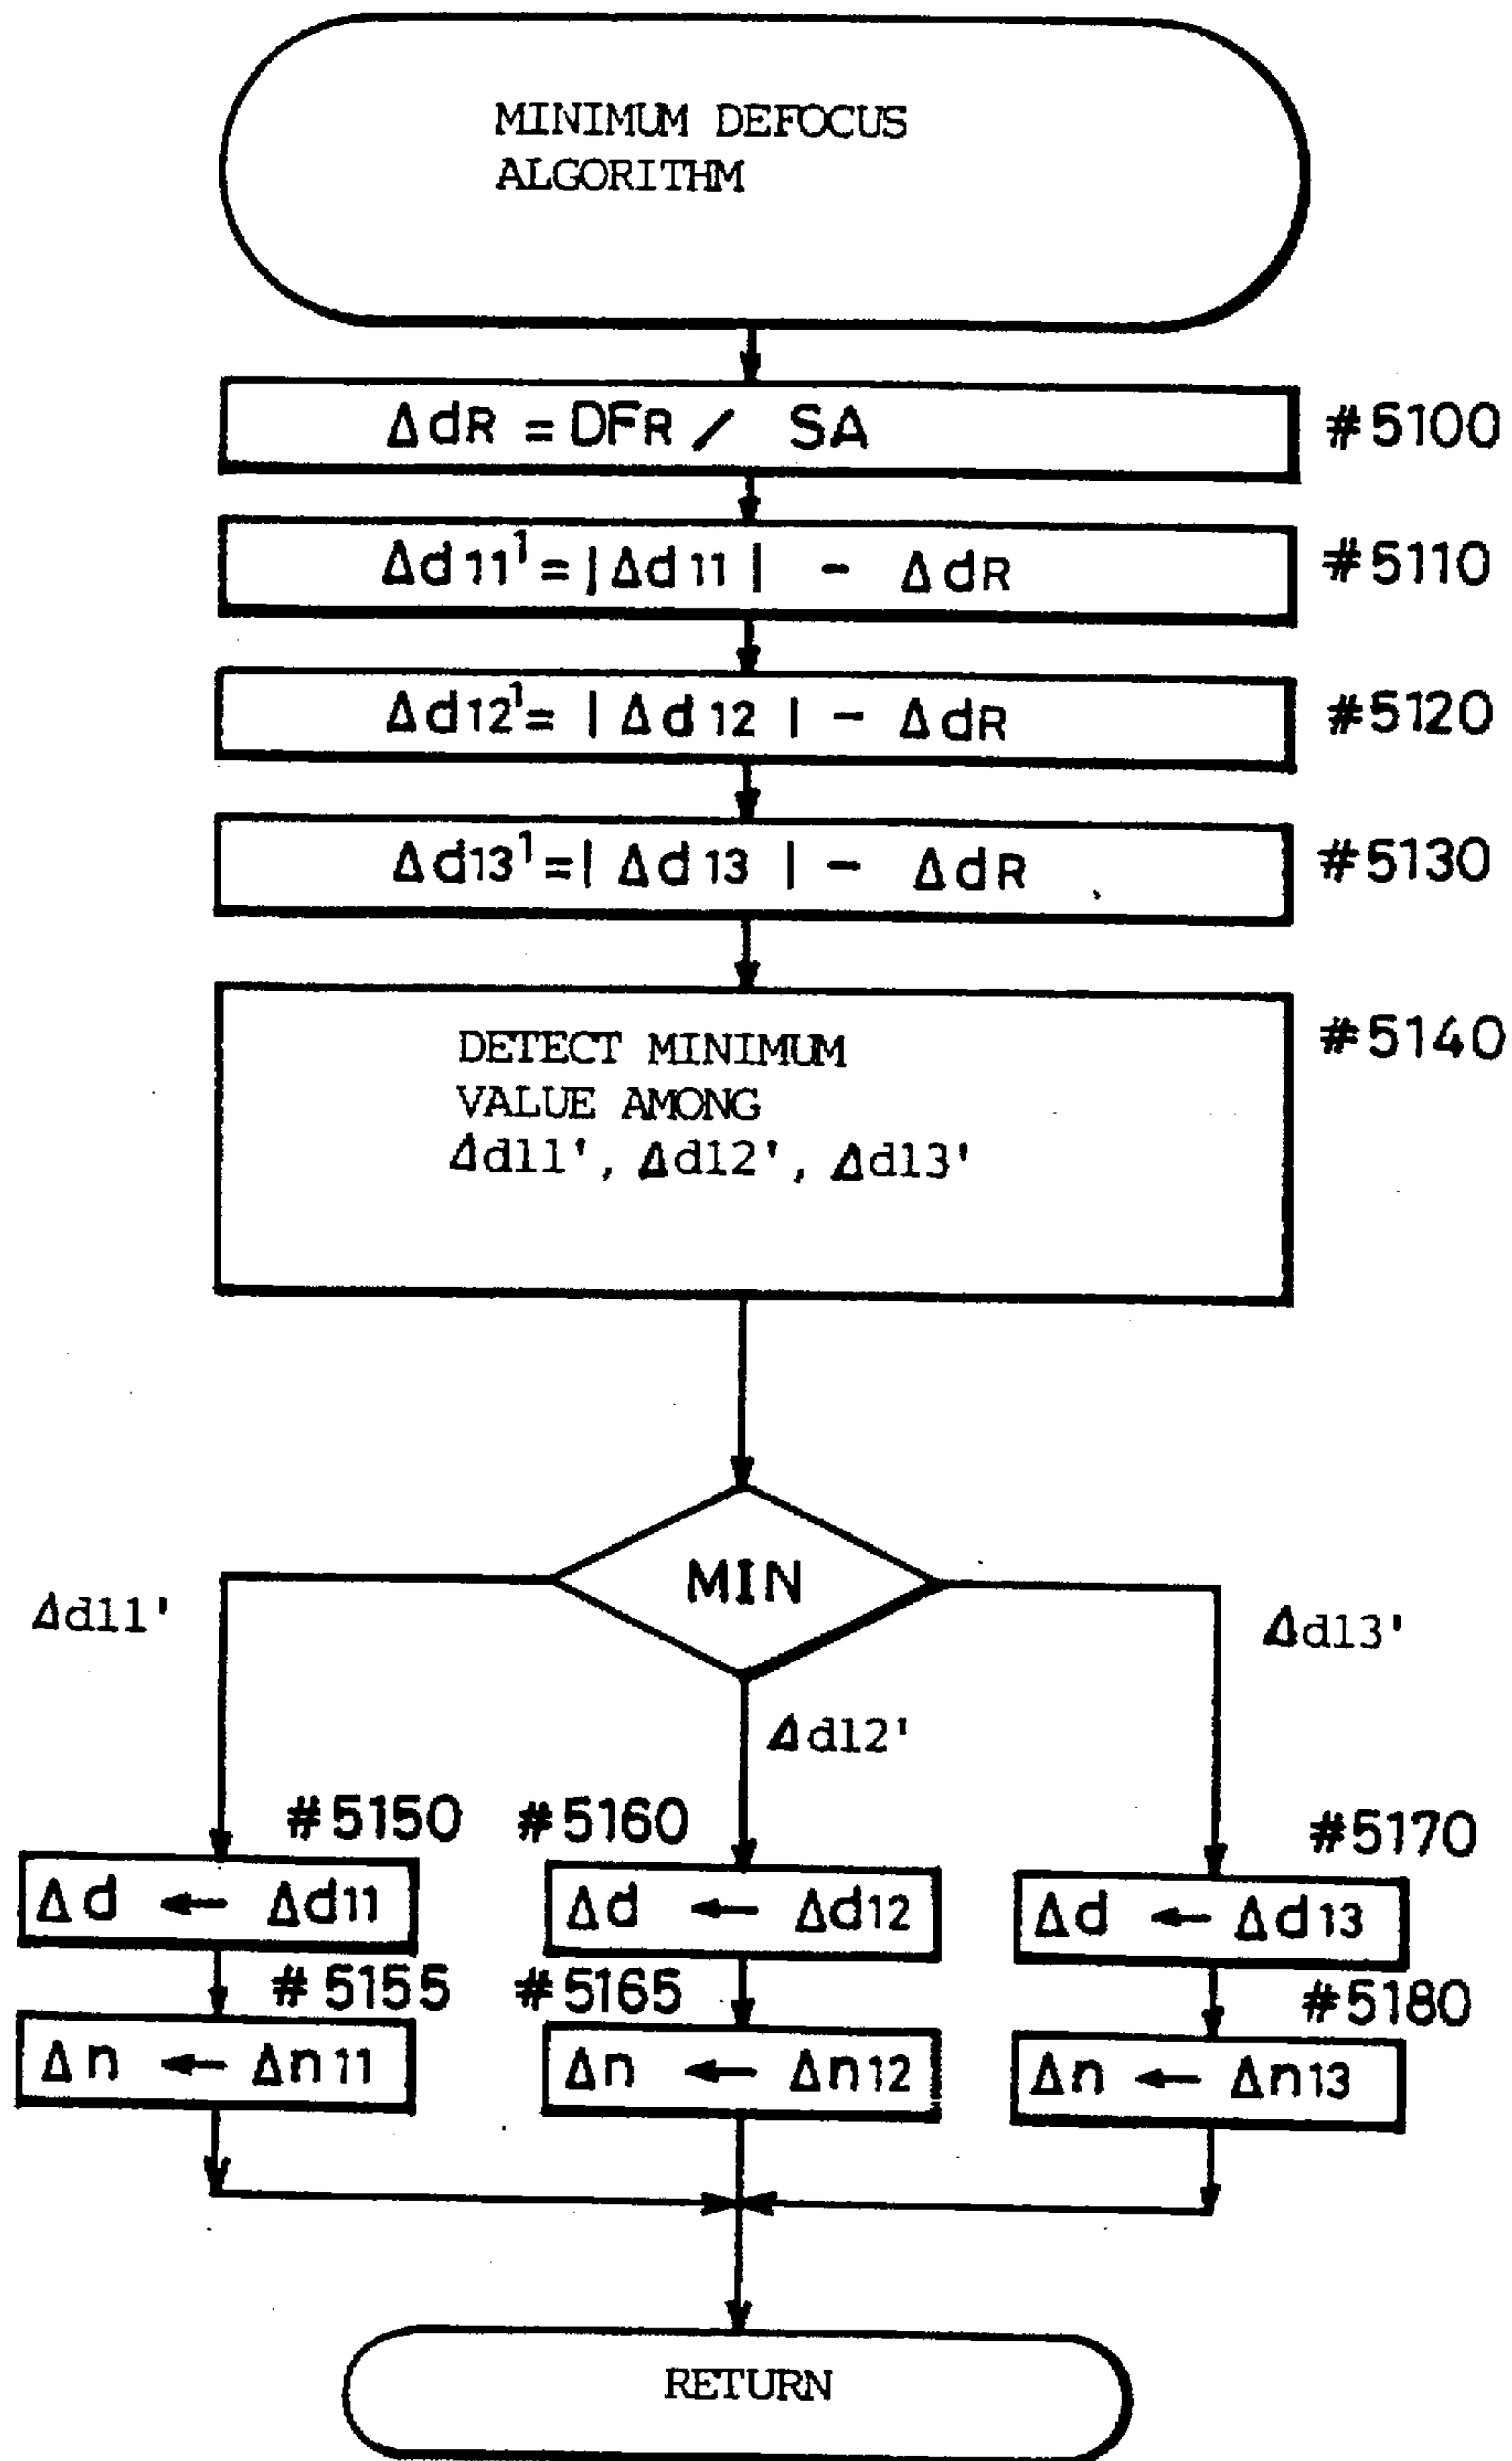 MINIMUM DEFOCUS
ALGORITHM
ΔdR = DFR / SA
#5100
Δd11' = |Δd11| - ΔdR
#5110
Δd12' = |Δd12| - ΔdR
#5120
Δd13' = |Δd13| - ΔdR
#5130
DETECT MINIMUM
VALUE AMONG
Δd11', Δd12', Δd13'
#5140
MIN
Δd11'
Δd12'
Δd13'
#5150
Δd ← Δd11
#5155
Δn ← Δn11
#5160
Δd ← Δd12
#5165
Δn ← Δn12
#5170
Δd ← Δd13
#5180
Δn ← Δn13
RETURN